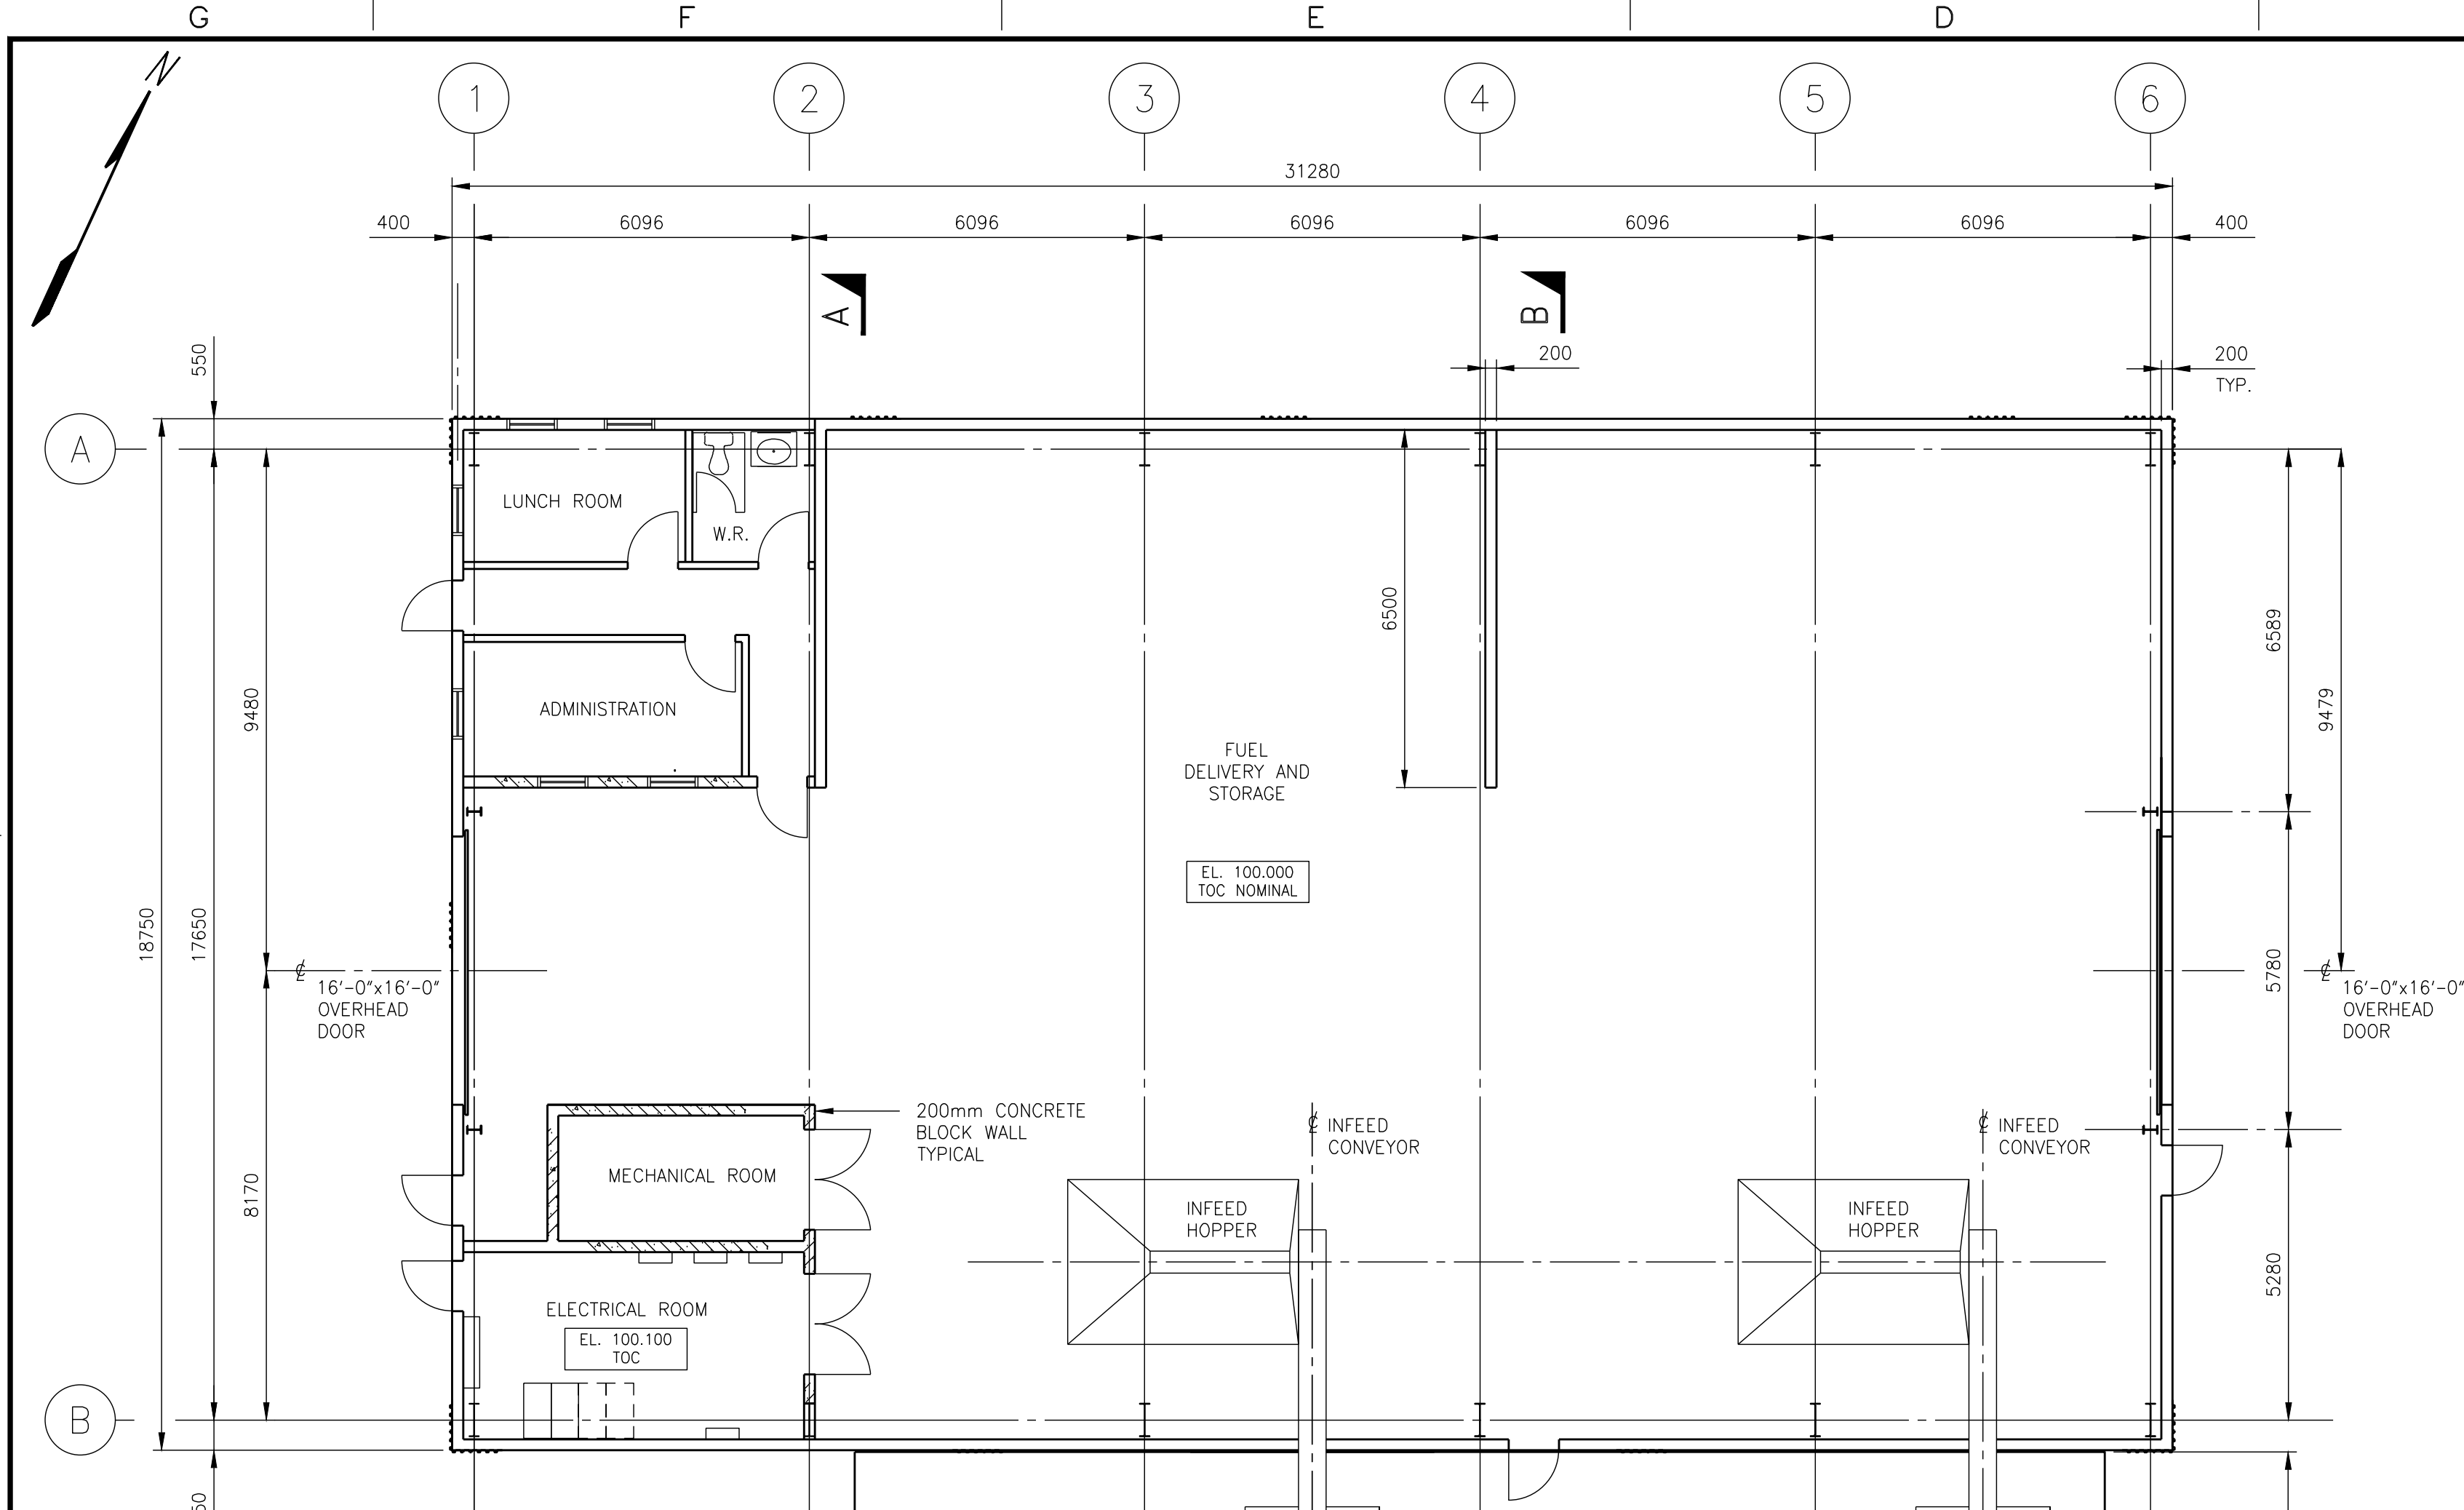 G F E D
N
1 2 3 4 5 6
31280
400 6096 6096 6096 6096 6096 400
A B
550
200 200
TYP.
A
LUNCH ROOM
W.R.
6500
6589
9480
9479
ADMINISTRATION
FUEL
DELIVERY AND
STORAGE
EL. 100.000
TOC NOMINAL
18750
17650
5780
℄
16'-0"x16'-0"
OVERHEAD
DOOR
℄
16'-0"x16'-0"
OVERHEAD
DOOR
200mm CONCRETE
BLOCK WALL
TYPICAL
℄ INFEED
CONVEYOR
℄ INFEED
CONVEYOR
MECHANICAL ROOM
8170
INFEED
HOPPER
INFEED
HOPPER
5280
ELECTRICAL ROOM
EL. 100.100
TOC
B